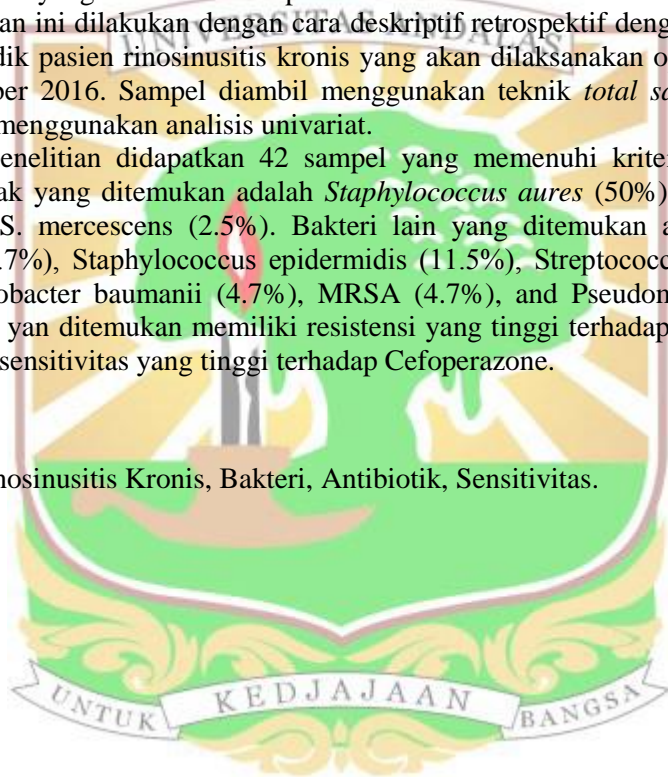 UNIVERSITAS ANDALAS
an ini dilakukan dengan cara deskriptif retrospektif deng
dik pasien rinosinusitis kronis yang akan dilaksanakan o
ber 2016. Sampel diambil menggunakan teknik total sa
menggunakan analisis univariat.
enelitian didapatkan 42 sampel yang memenuhi kriter
ak yang ditemukan adalah Staphylococcus aures (50%)
S. mercescens (2.5%). Bakteri lain yang ditemukan a
.7%), Staphylococcus epidermidis (11.5%), Streptococc
obacter baumanii (4.7%), MRSA (4.7%), and Pseudon
yan ditemukan memiliki resistensi yang tinggi terhadap
sensitivitas yang tinggi terhadap Cefoperazone.
nosinusitis Kronis, Bakteri, Antibiotik, Sensitivitas.
UNTUK KEDJAJAAN BANGSA